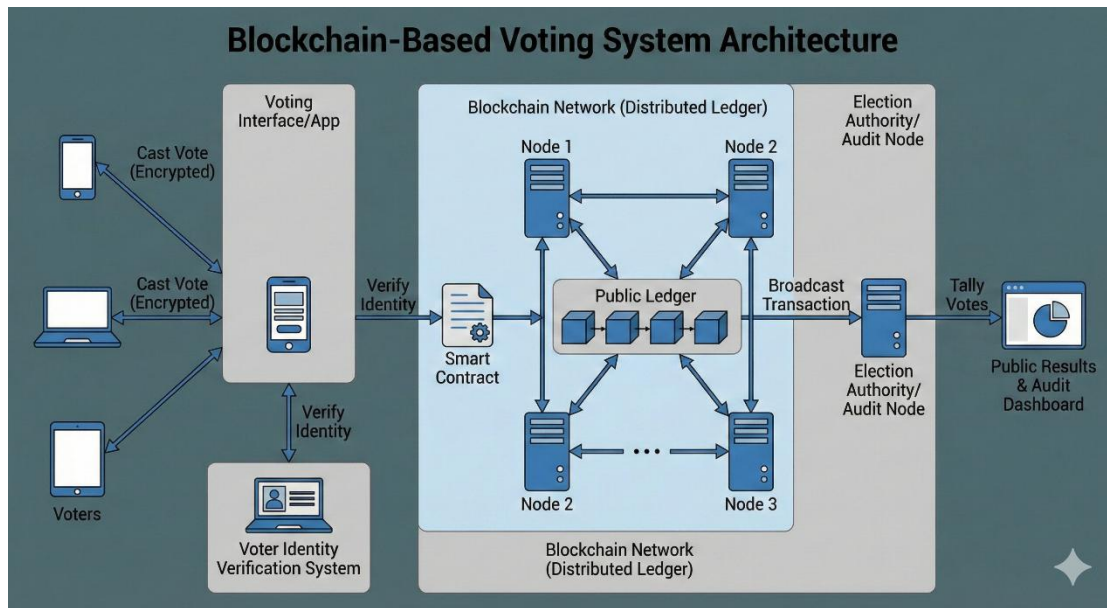 Blockchain-Based Voting System Architecture
Voting
Interface/App
Blockchain Network (Distributed Ledger)
Election
Authority/
Audit Node
Cast Vote
(Encrypted)
Node 1
Node 2
Cast Vote
(Encrypted)
Verify
Identity
Smart
Contract
Public Ledger
Broadcast
Transaction
Tally
Votes
Election
Authority/
Audit Node
Public Results
& Audit
Dashboard
Verify
Identity
Voters
...
Node 2
Node 3
Voter Identity
Verification System
Blockchain Network
(Distributed Ledger)